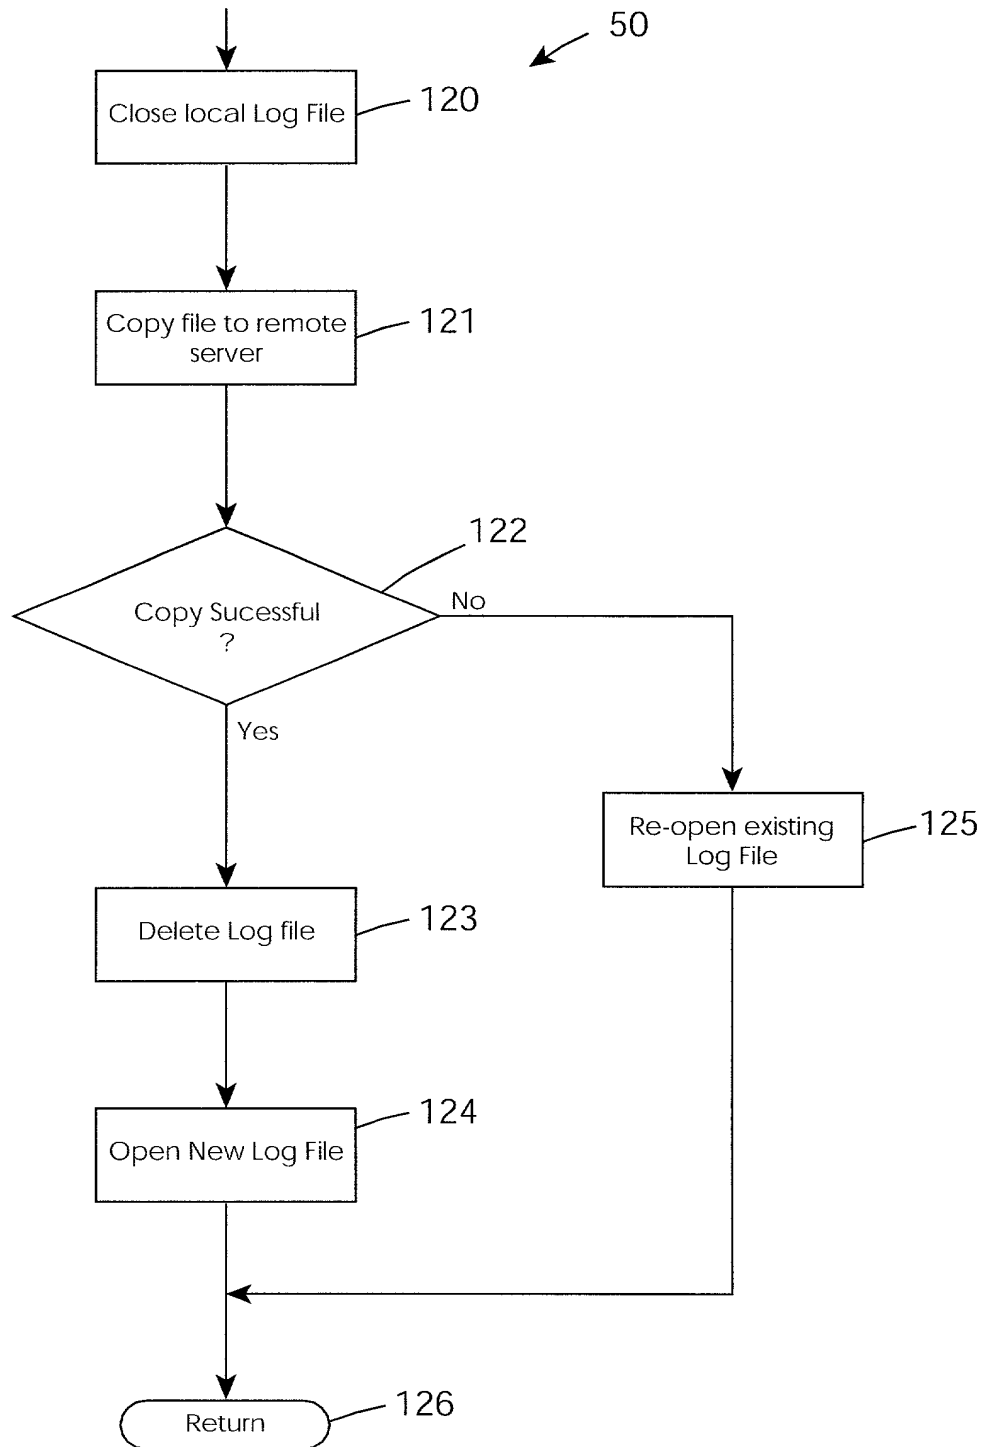 50
Close local Log File
120
Copy file to remote
server
121
122
Copy Sucessful
?
No
Yes
Re-open existing
Log File
125
Delete Log file
123
Open New Log File
124
Return
126